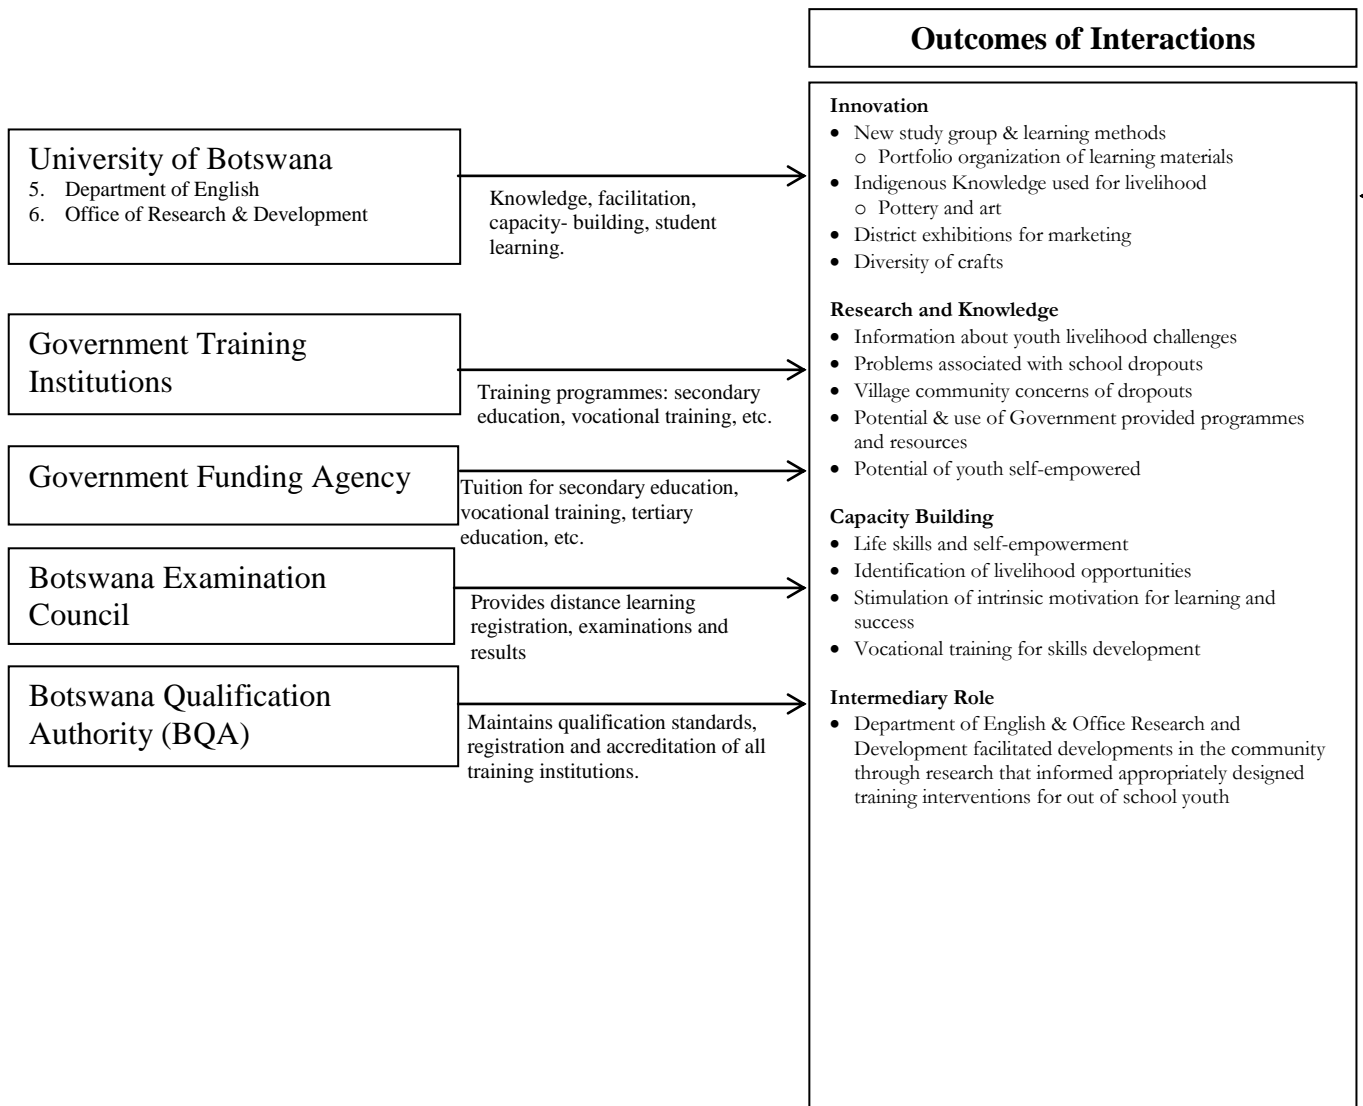 Outcomes of Interactions
University of Botswana
5. Department of English
6. Office of Research & Development
Knowledge, facilitation,
capacity- building, student
learning.
Government Training
Institutions
Training programmes: secondary
education, vocational training, etc.
Government Funding Agency
Tuition for secondary education,
vocational training, tertiary
education, etc.
Botswana Examination
Council
Provides distance learning
registration, examinations and
results
Botswana Qualification
Authority (BQA)
Maintains qualification standards,
registration and accreditation of all
training institutions.
Innovation
• New study group & learning methods
o Portfolio organization of learning materials
• Indigenous Knowledge used for livelihood
o Pottery and art
• District exhibitions for marketing
• Diversity of crafts
Research and Knowledge
• Information about youth livelihood challenges
• Problems associated with school dropouts
• Village community concerns of dropouts
• Potential & use of Government provided programmes
and resources
• Potential of youth self-empowered
Capacity Building
• Life skills and self-empowerment
• Identification of livelihood opportunities
• Stimulation of intrinsic motivation for learning and
success
• Vocational training for skills development
Intermediary Role
• Department of English & Office Research and
Development facilitated developments in the community
through research that informed appropriately designed
training interventions for out of school youth